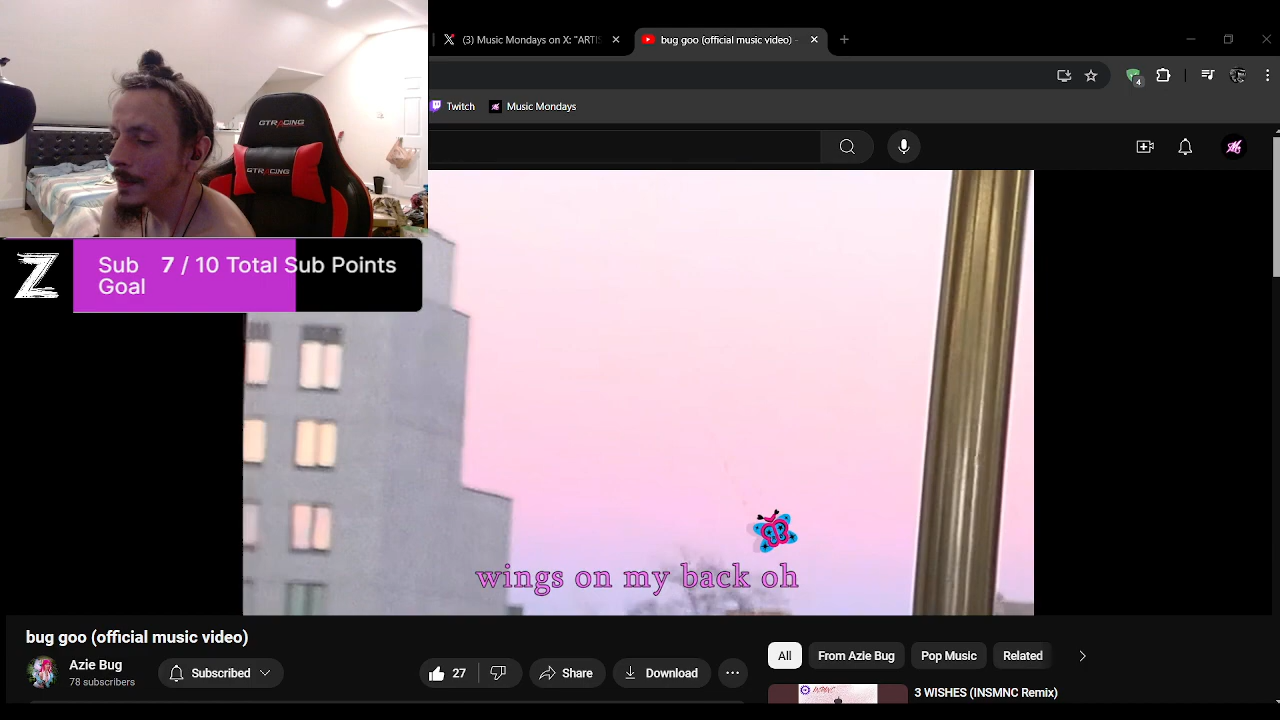 (3) Music Mondays on X: "ARTIS
bug goo (official music video) -
4
Twitch
Music Mondays
GTRACING
GTRACING
Z
Sub Goal
7 / 10 Total Sub Points
wings on my back oh
bug goo (official music video)
Azie Bug
78 subscribers
Subscribed
27
Share
Download
All
From Azie Bug
Pop Music
Related
3 WISHES (INSMNC Remix)